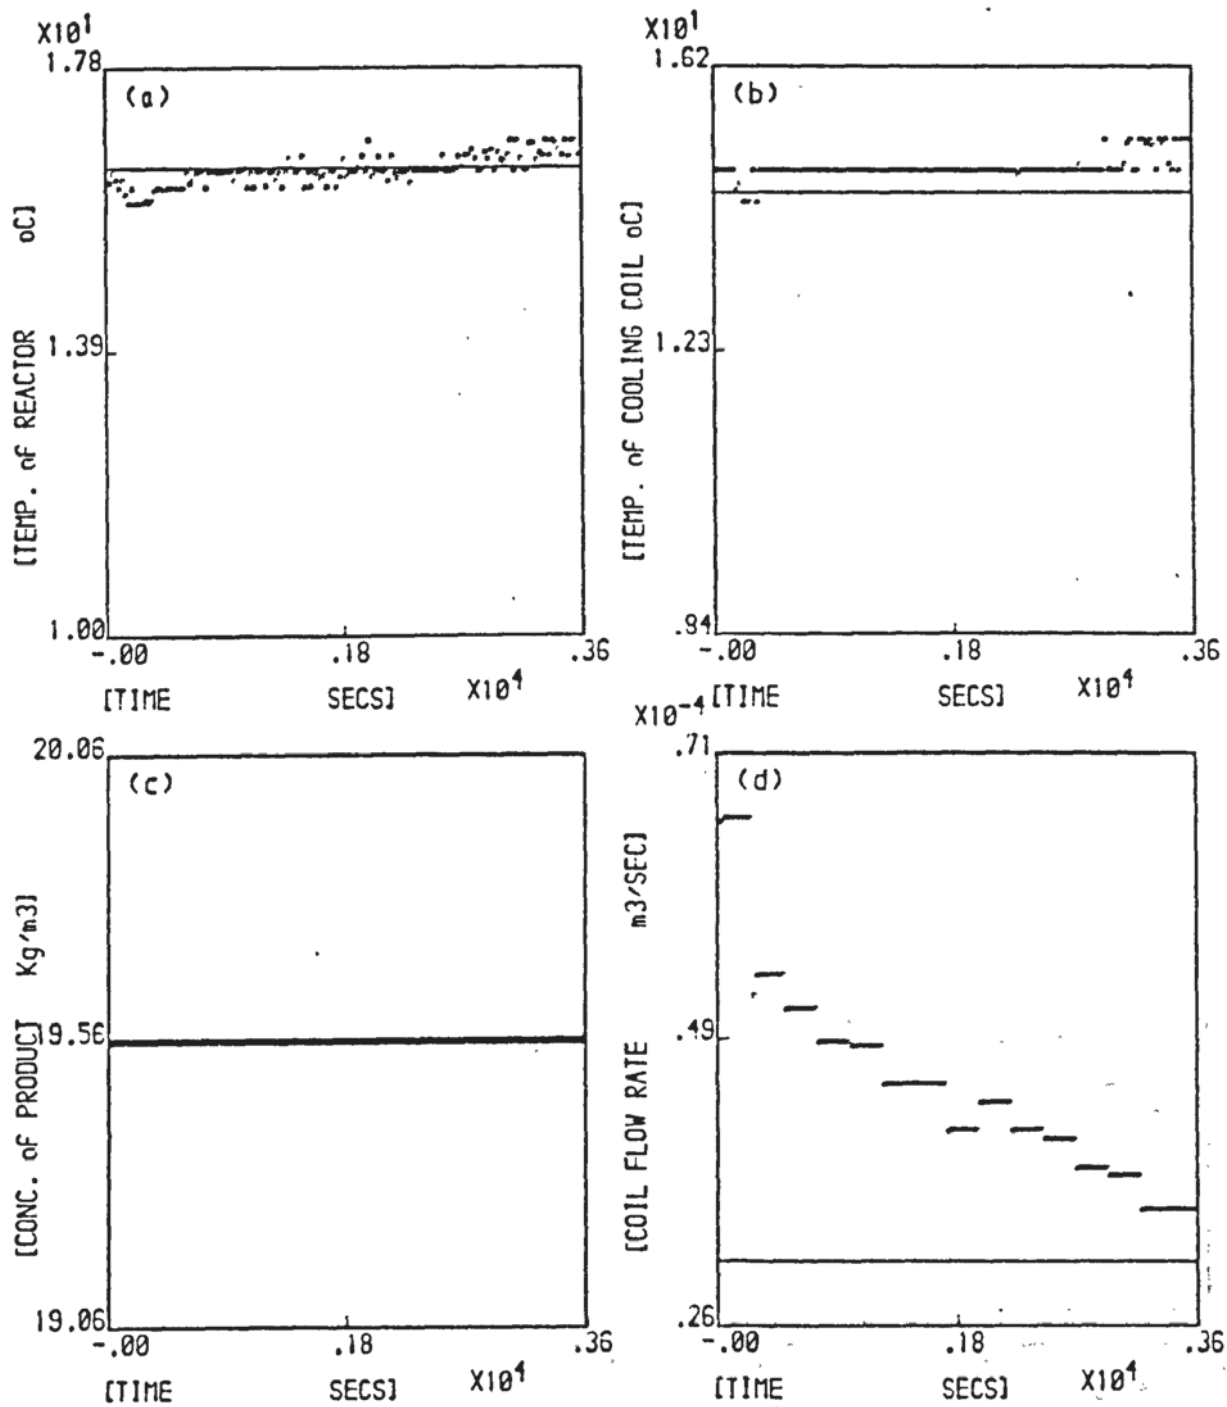 X10¹
1.78
(a)
[TEMP. of REACTOR oC]
1.39
1.00
-.00 .18 .36
[TIME SECS] X10⁴
X10¹
1.62
(b)
[TEMP. of COOLING COIL oC]
1.23
.84
-.00 .18 .36
[TIME SECS] X10⁴
20.06
(c)
[CONC. of PRODUCT] Kg/m3]
19.56
19.06
-.00 .18 .36
[TIME SECS] X10⁴
X10⁻⁴
.71
(d)
[COIL FLOW RATE m3/SEC]
.49
.26
-.00 .18 .36
[TIME SECS] X10⁴